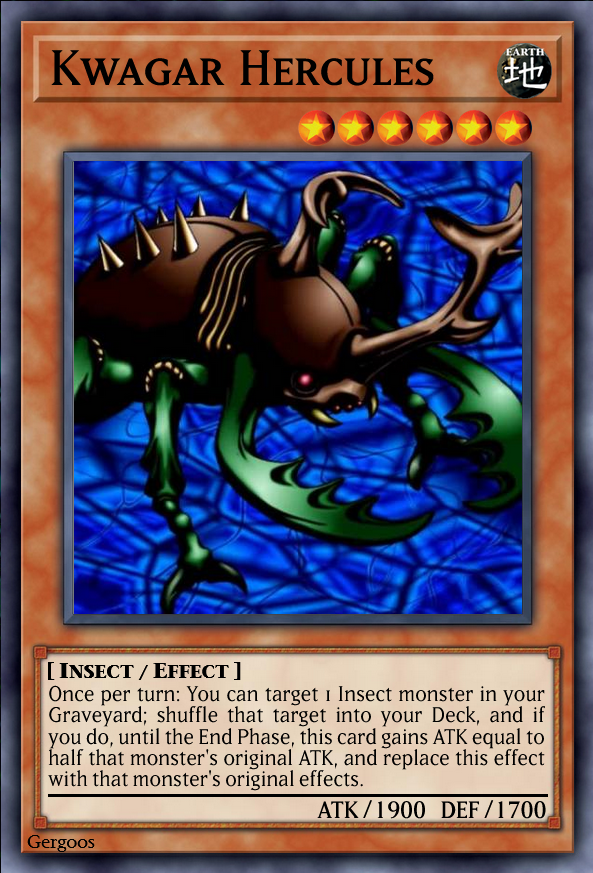 Kwagar Hercules
EARTH
地
[ Insect / Effect ]
Once per turn: You can target 1 Insect monster in your
Graveyard; shuffle that target into your Deck, and if
you do, until the End Phase, this card gains ATK equal to
half that monster's original ATK, and replace this effect
with that monster's original effects.
ATK/1900 DEF/1700
Gergoos